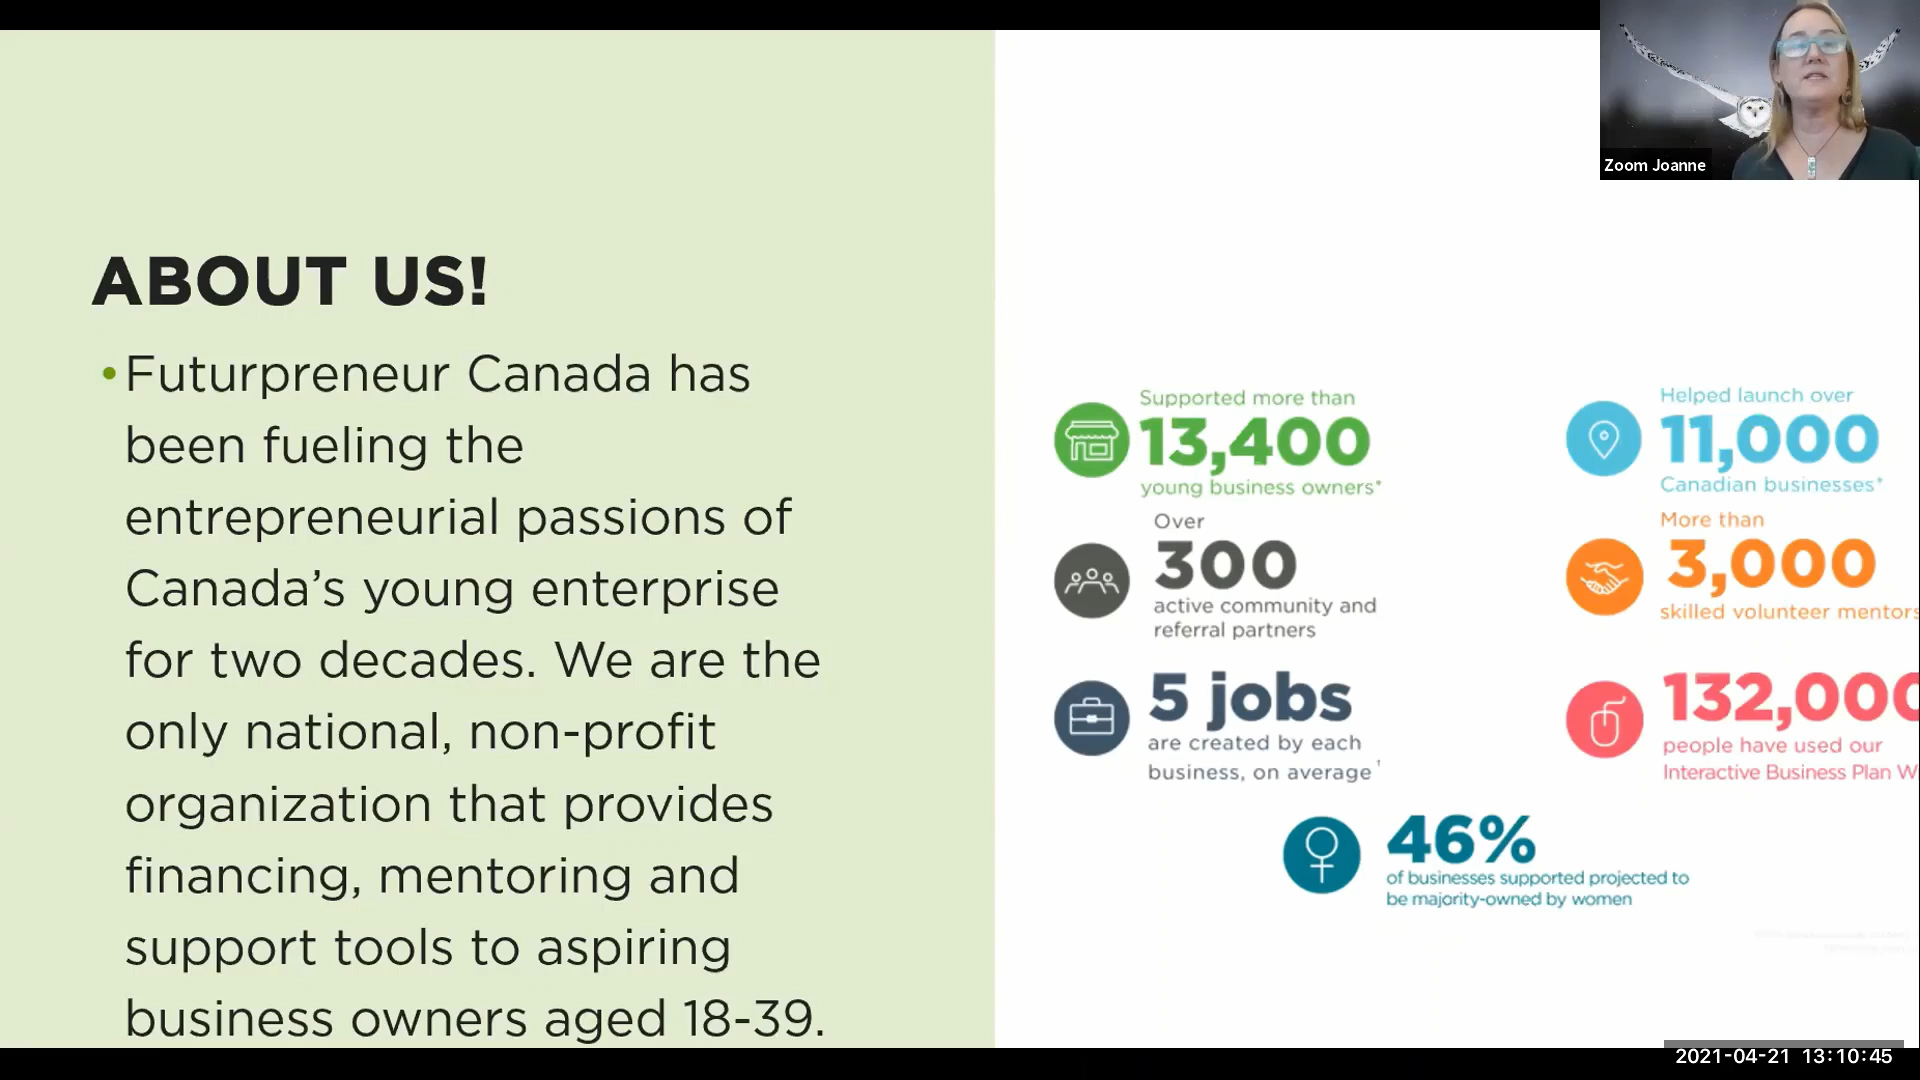 Zoom Joanne
ABOUT US!
•Futurpreneur Canada has
been fueling the
entrepreneurial passions of
Canada’s young enterprise
for two decades. We are the
only national, non-profit
organization that provides
financing, mentoring and
support tools to aspiring
business owners aged 18-39.
Supported more than
13,400
young business owners*
Helped launch over
11,000
Canadian businesses*
Over
300
active community and
referral partners
More than
3,000
skilled volunteer mentors
5 jobs
are created by each
business, on average†
132,000
people have used our
Interactive Business Plan W
46%
of businesses supported projected to
be majority-owned by women
2021-04-21 13:10:45